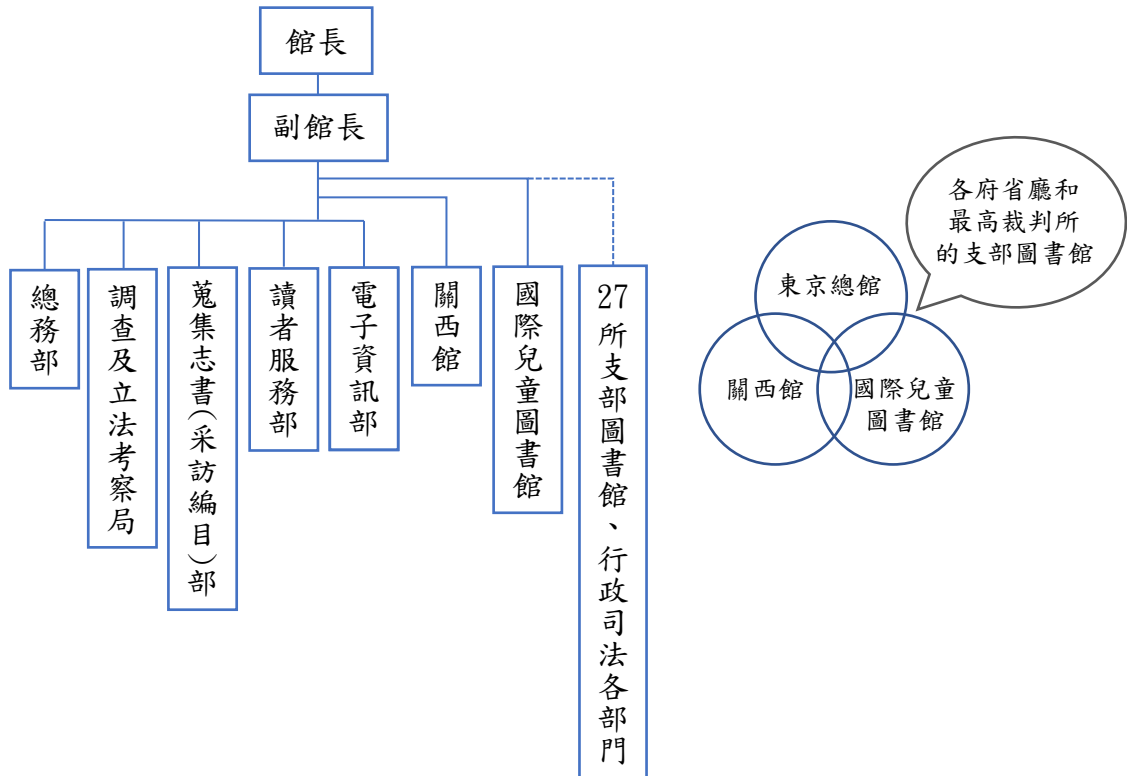 館長
副館長
總務部
調查及立法考察局
蒐集志書(采訪編目)部
讀者服務部
電子資訊部
關西館
國際兒童圖書館
27所支部圖書館、行政司法各部門
各府省廳和
最高裁判所
的支部圖書館
東京總館
關西館
國際兒童
圖書館